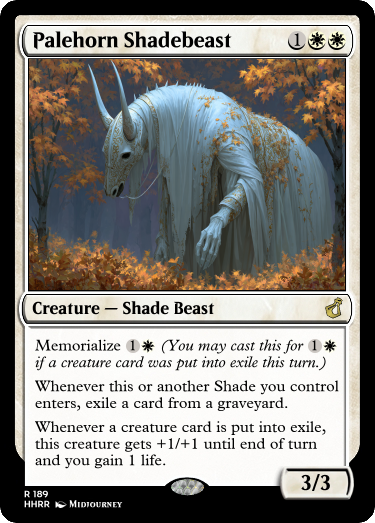 Palehorn Shadebeast 1
Creature — Shade Beast
Memorialize 1 (You may cast this for 1
if a creature card was put into exile this turn.)
Whenever this or another Shade you control
enters, exile a card from a graveyard.
Whenever a creature card is put into exile,
this creature gets +1/+1 until end of turn
and you gain 1 life.
3/3
R 189
HHRR Midjourney